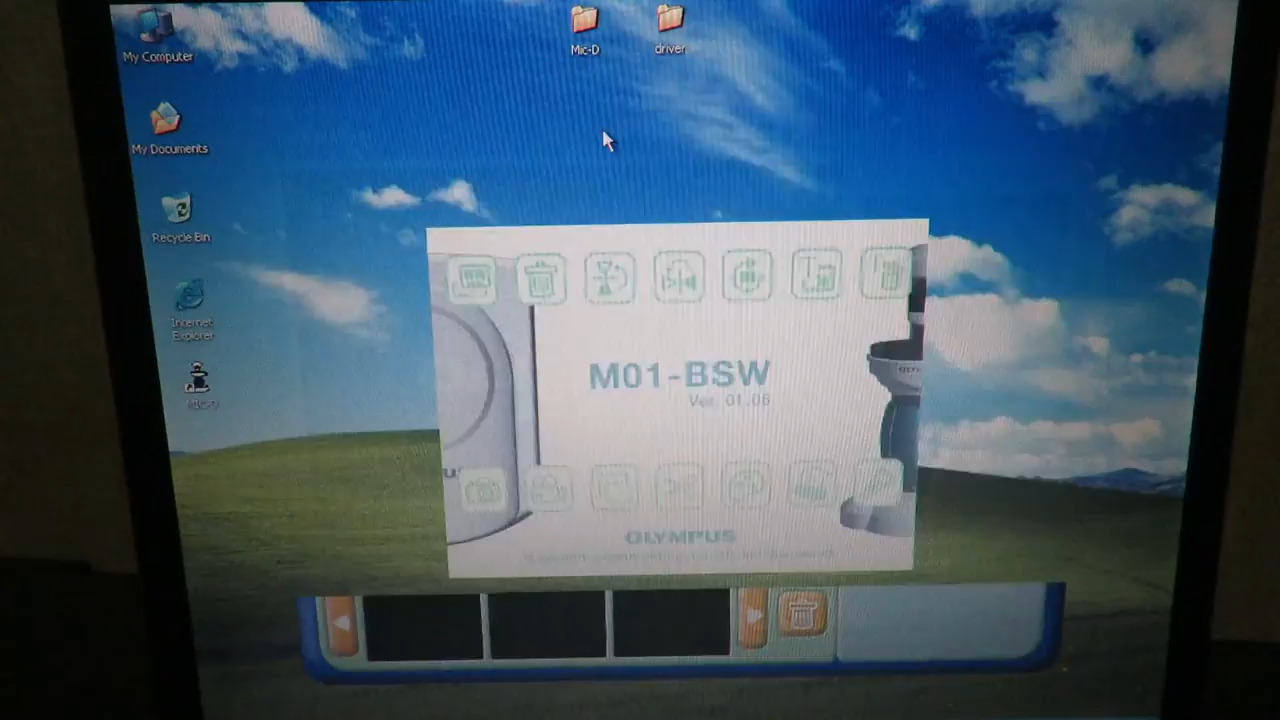 My Computer
Mic-D
driver
My Documents
Recycle Bin
Internet
Explorer
M01-BSW
Ver. 01.06
OLYMPUS